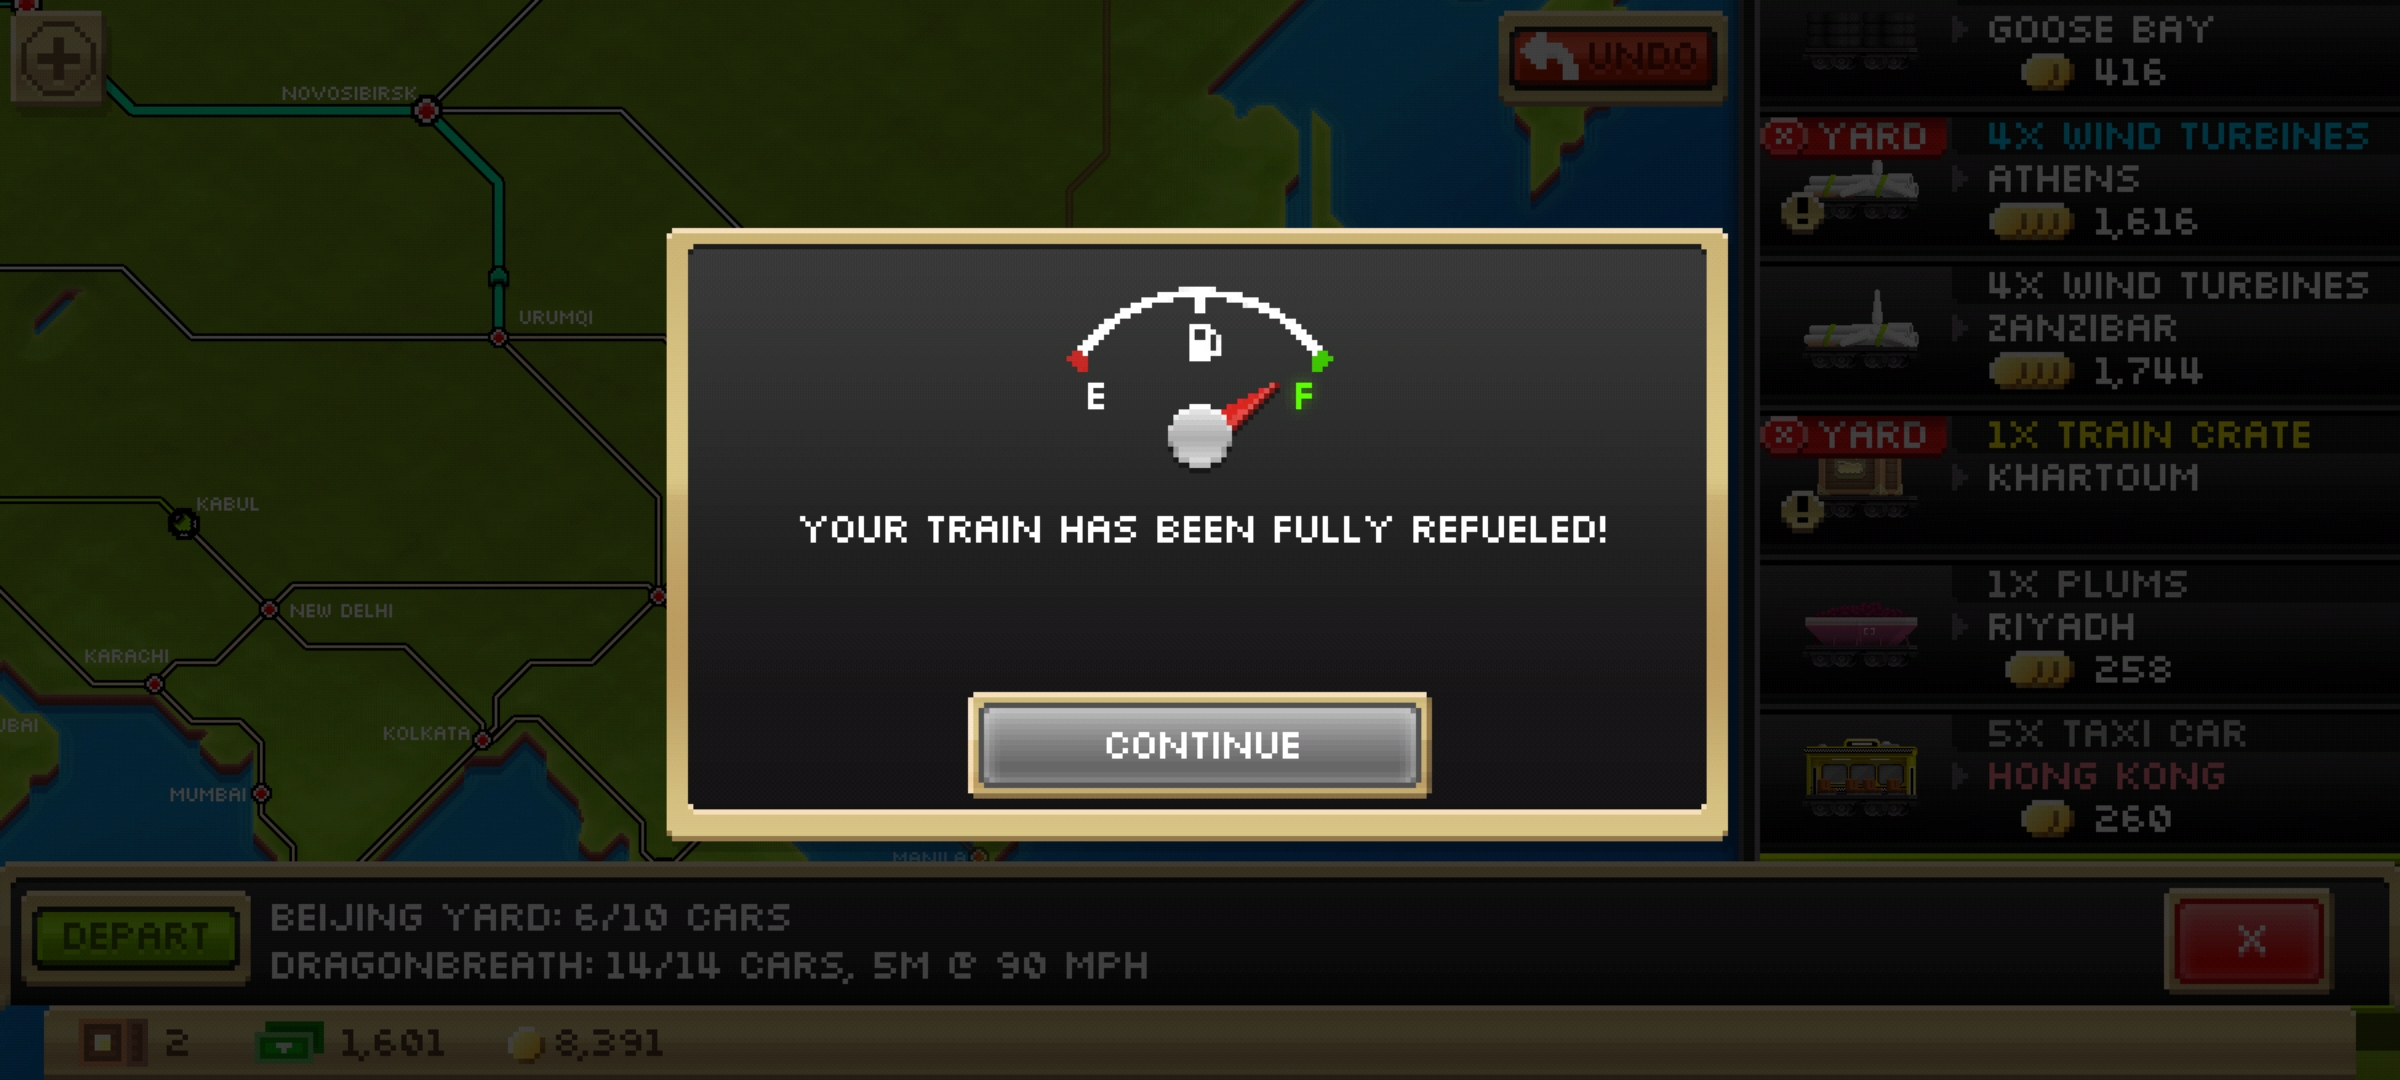 NOVOSIBIRSK
URUMQI
KABUL
NEW DELHI
KARACHI
UBAI
KOLKATA
MUMBAI
MANILA
UNDO
GOOSE BAY
416
YARD
4X WIND TURBINES
ATHENS
1,616
4X WIND TURBINES
ZANZIBAR
1,744
YARD
1X TRAIN CRATE
KHARTOUM
1X PLUMS
RIYADH
258
5X TAXI CAR
HONG KONG
260
E
F
YOUR TRAIN HAS BEEN FULLY REFUELED!
CONTINUE
DEPART
BEIJING YARD: 6/10 CARS
DRAGONBREATH: 14/14 CARS, 5M @ 90 MPH
X
2
1,601
8,391